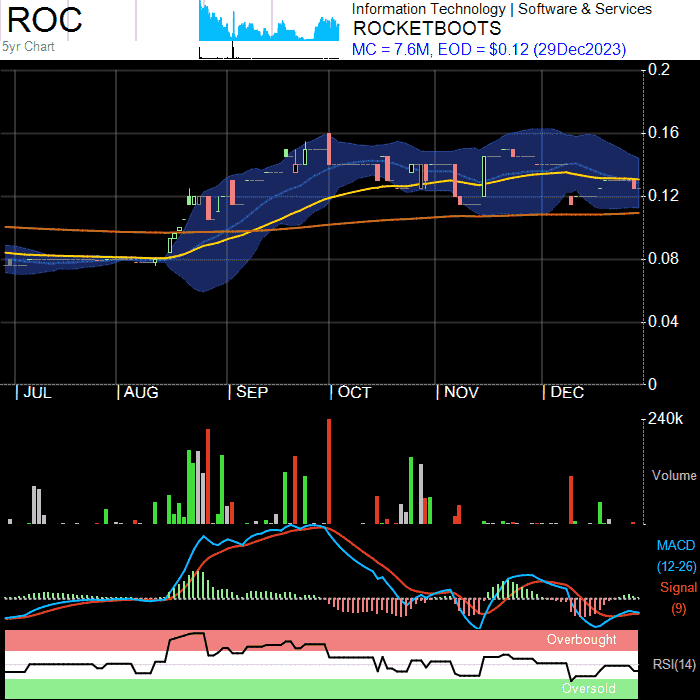 ROC
5yr Chart
Information Technology | Software & Services
ROCKETBOOTS
MC = 7.6M, EOD = $0.12 (29Dec2023)
0.2
0.16
0.12
0.08
0.04
0
JUL AUG SEP OCT NOV DEC
240k
Volume
MACD
(12-26)
Signal
(9)
Overbought
RSI(14)
Oversold